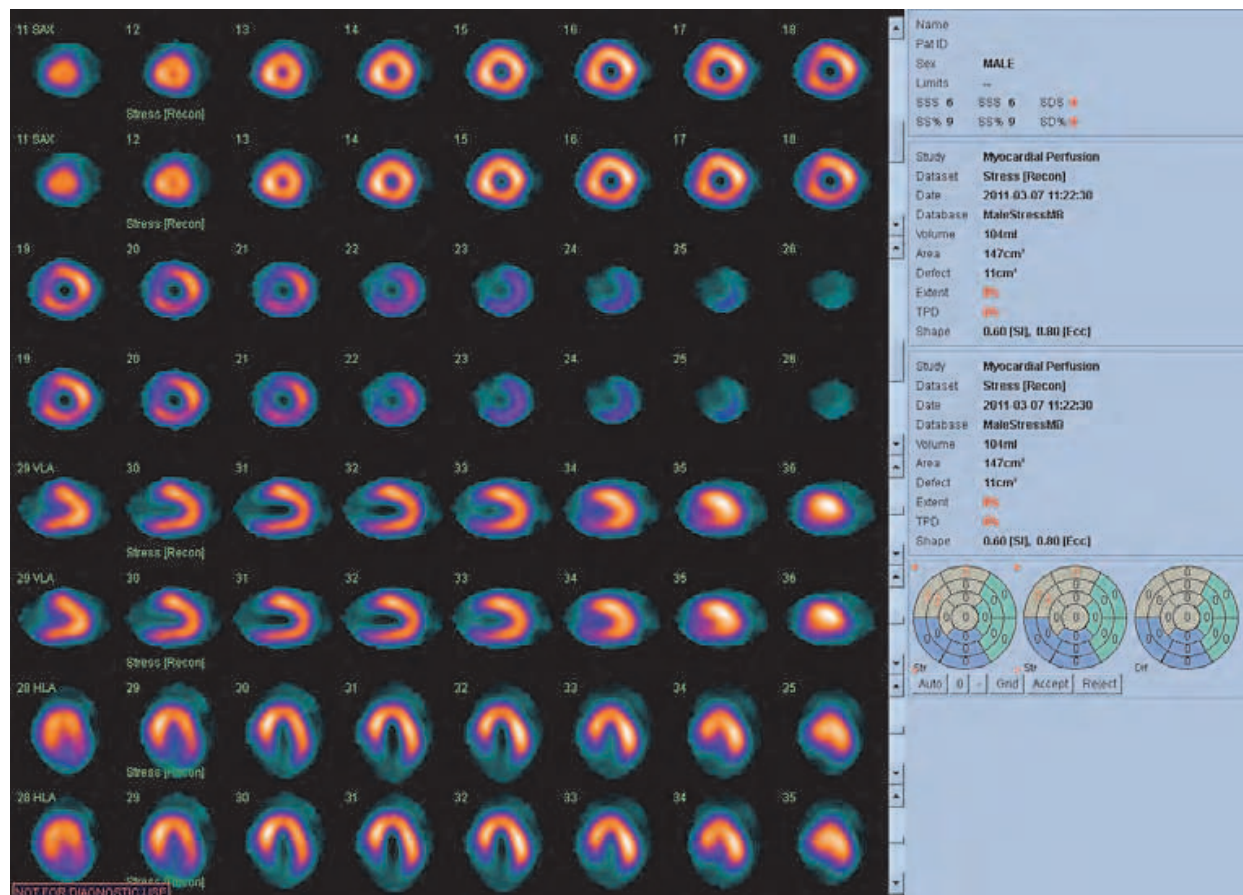 11 SAX 12 13 14 15 16 17 18
Stress [Recon]
11 SAX 12 13 14 15 16 17 18
Stress [Recon]
19 20 21 22 23 24 25 26
19 20 21 22 23 24 25 26
29 VLA 30 31 32 33 34 35 36
Stress [Recon]
29 VLA 30 31 32 33 34 35 36
Stress [Recon]
28 HLA 29 30 31 32 33 34 35
Stress [Recon]
28 HLA 29 30 31 32 33 34 35
Stress [Recon]
NOT FOR DIAGNOSTIC USE
Name
Pat ID
Sex MALE
Limits --
SSS 6 SSS 6 SDS
SS% 9 SS% 9 SD%
Study Myocardial Perfusion
Dataset Stress [Recon]
Date 2011-03-07 11:22:30
Database MaleStressMB
Volume 104ml
Area 147cm²
Defect 11cm²
Extent
TPD
Shape 0.60 [SI], 0.80 [Ecc]
Study Myocardial Perfusion
Dataset Stress [Recon]
Date 2011-03-07 11:22:30
Database MaleStressMB
Volume 104ml
Area 147cm²
Defect 11cm²
Extent
TPD
Shape 0.60 [SI], 0.80 [Ecc]
Str Str Dif
Auto 0 - Grid Accept Reject